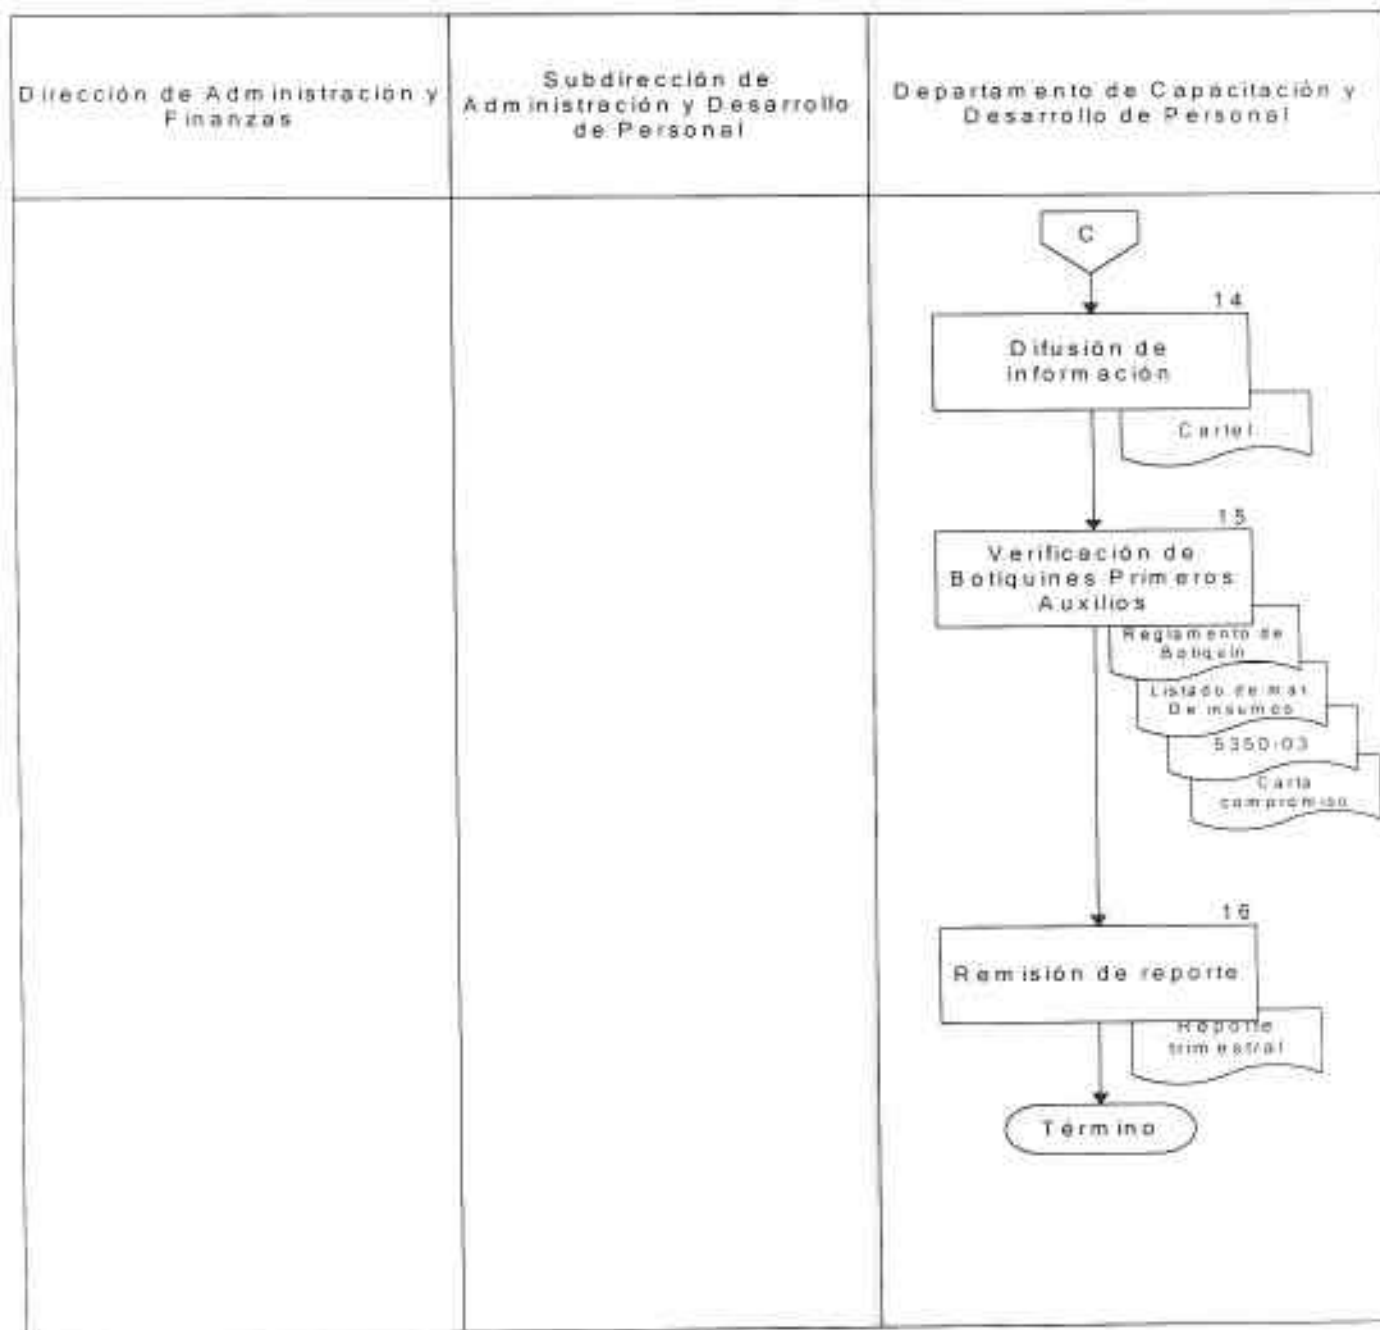 Dirección de Administración y
Finanzas
Subdirección de
Administración y Desarrollo
de Personal
Departamento de Capacitación y
Desarrollo de Personal
C
14
Difusión de
información
Cartel
15
Verificación de
Botiquines Primeros
Auxilios
Reglamento de
Botiquín
Listado de mat
De insumos
5350-03
Carta
compromiso
16
Remisión de reporte
Reporte
trimestral
Término